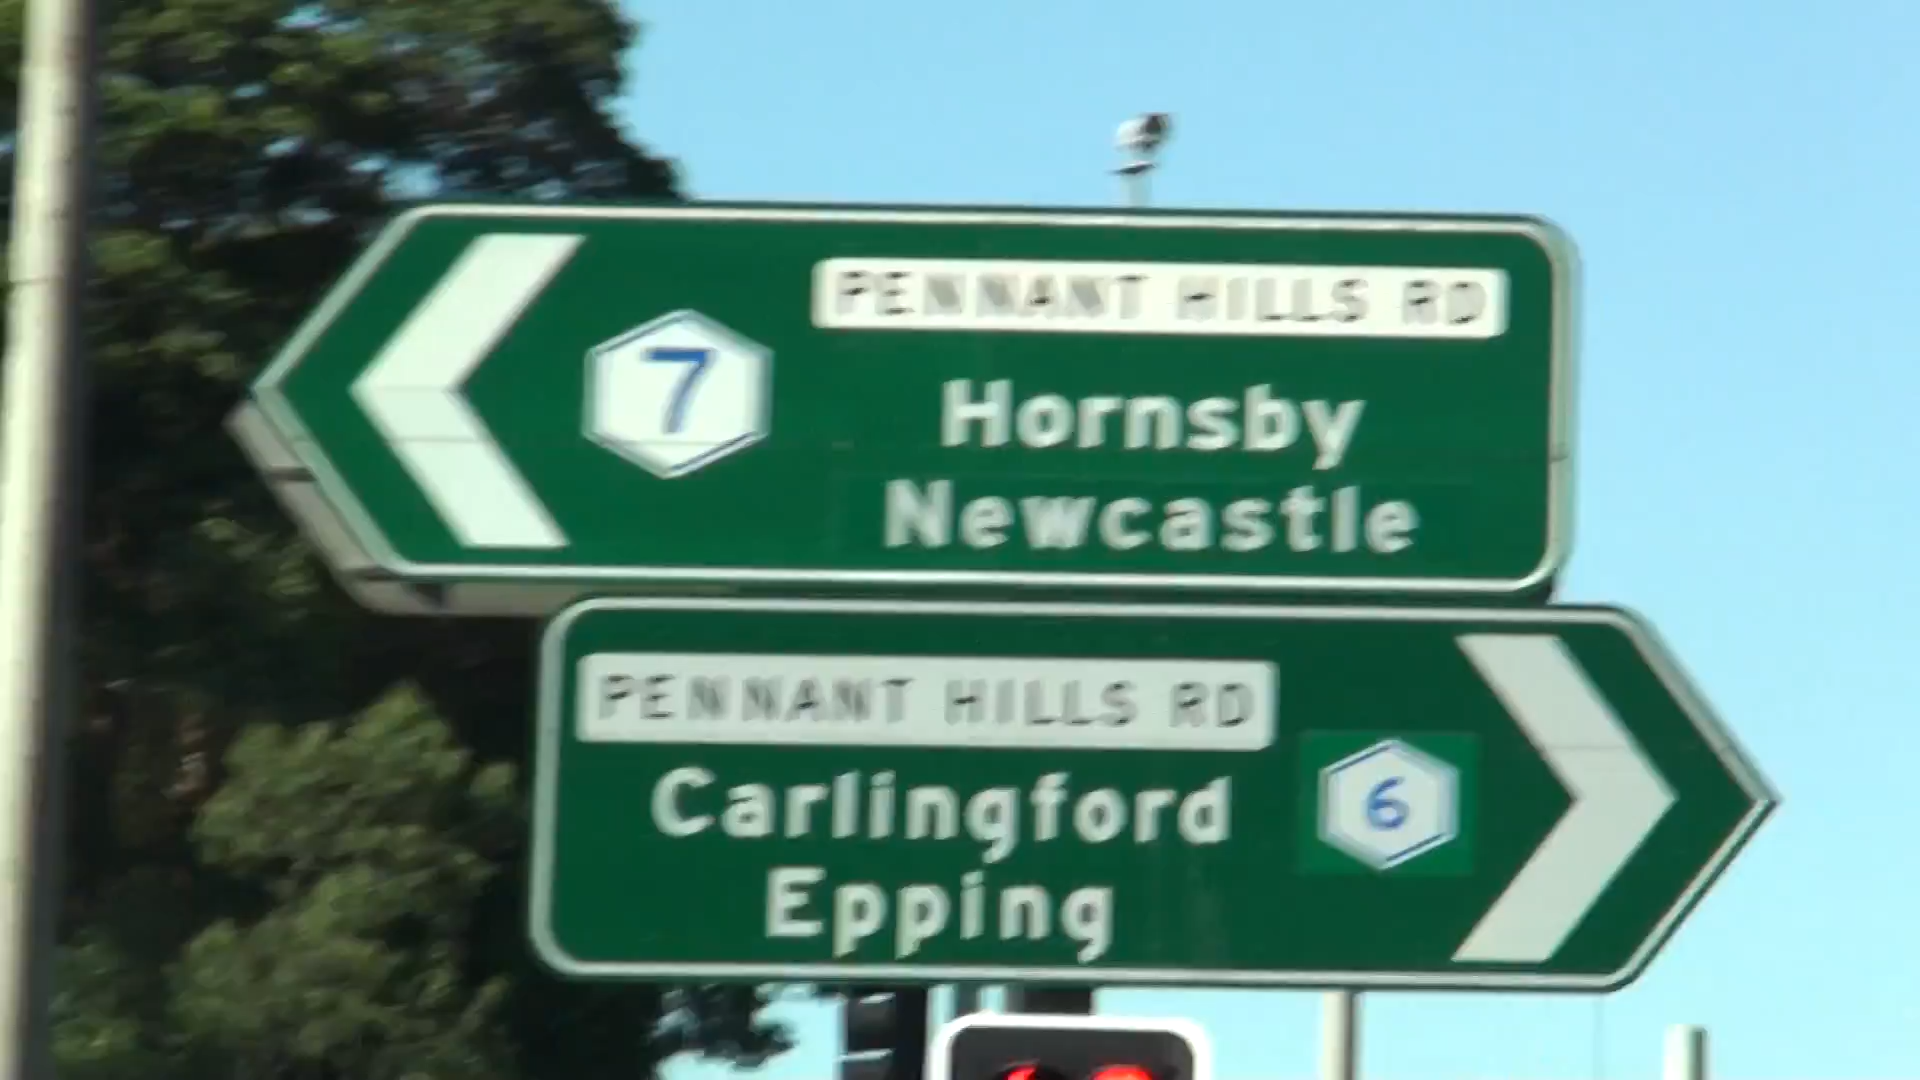 PENNANT HILLS RD
7
Hornsby
Newcastle
PENNANT HILLS RD
Carlingford
6
Epping